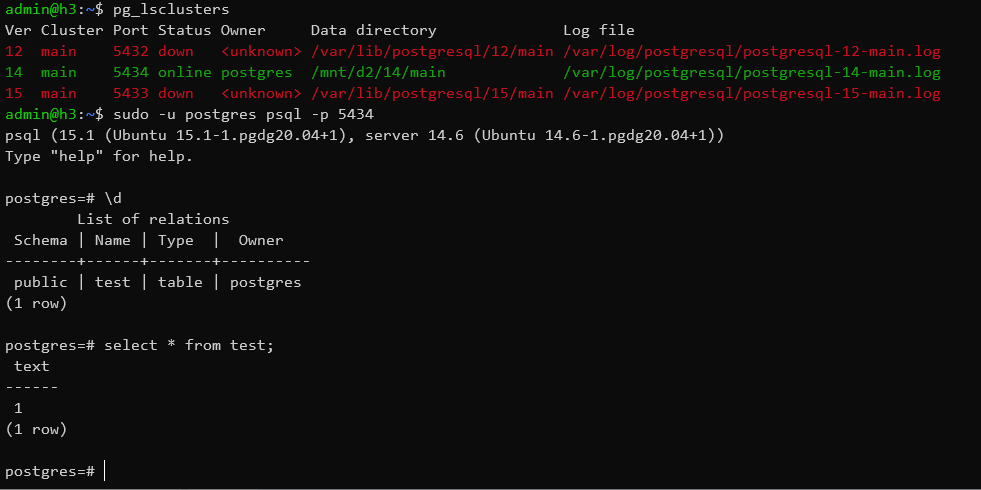 admin@h3:~$ pg_lsclusters
Ver Cluster Port Status Owner     Data directory              Log file
12  main    5432 down   <unknown> /var/lib/postgresql/12/main /var/log/postgresql/postgresql-12-main.log
14  main    5434 online postgres  /mnt/d2/14/main             /var/log/postgresql/postgresql-14-main.log
15  main    5433 down   <unknown> /var/lib/postgresql/15/main /var/log/postgresql/postgresql-15-main.log
admin@h3:~$ sudo -u postgres psql -p 5434
psql (15.1 (Ubuntu 15.1-1.pgdg20.04+1), server 14.6 (Ubuntu 14.6-1.pgdg20.04+1))
Type "help" for help.

postgres=# \d
        List of relations
 Schema | Name | Type  |  Owner
--------+------+-------+----------
 public | test | table | postgres
(1 row)

postgres=# select * from test;
 text
------
 1
(1 row)

postgres=#